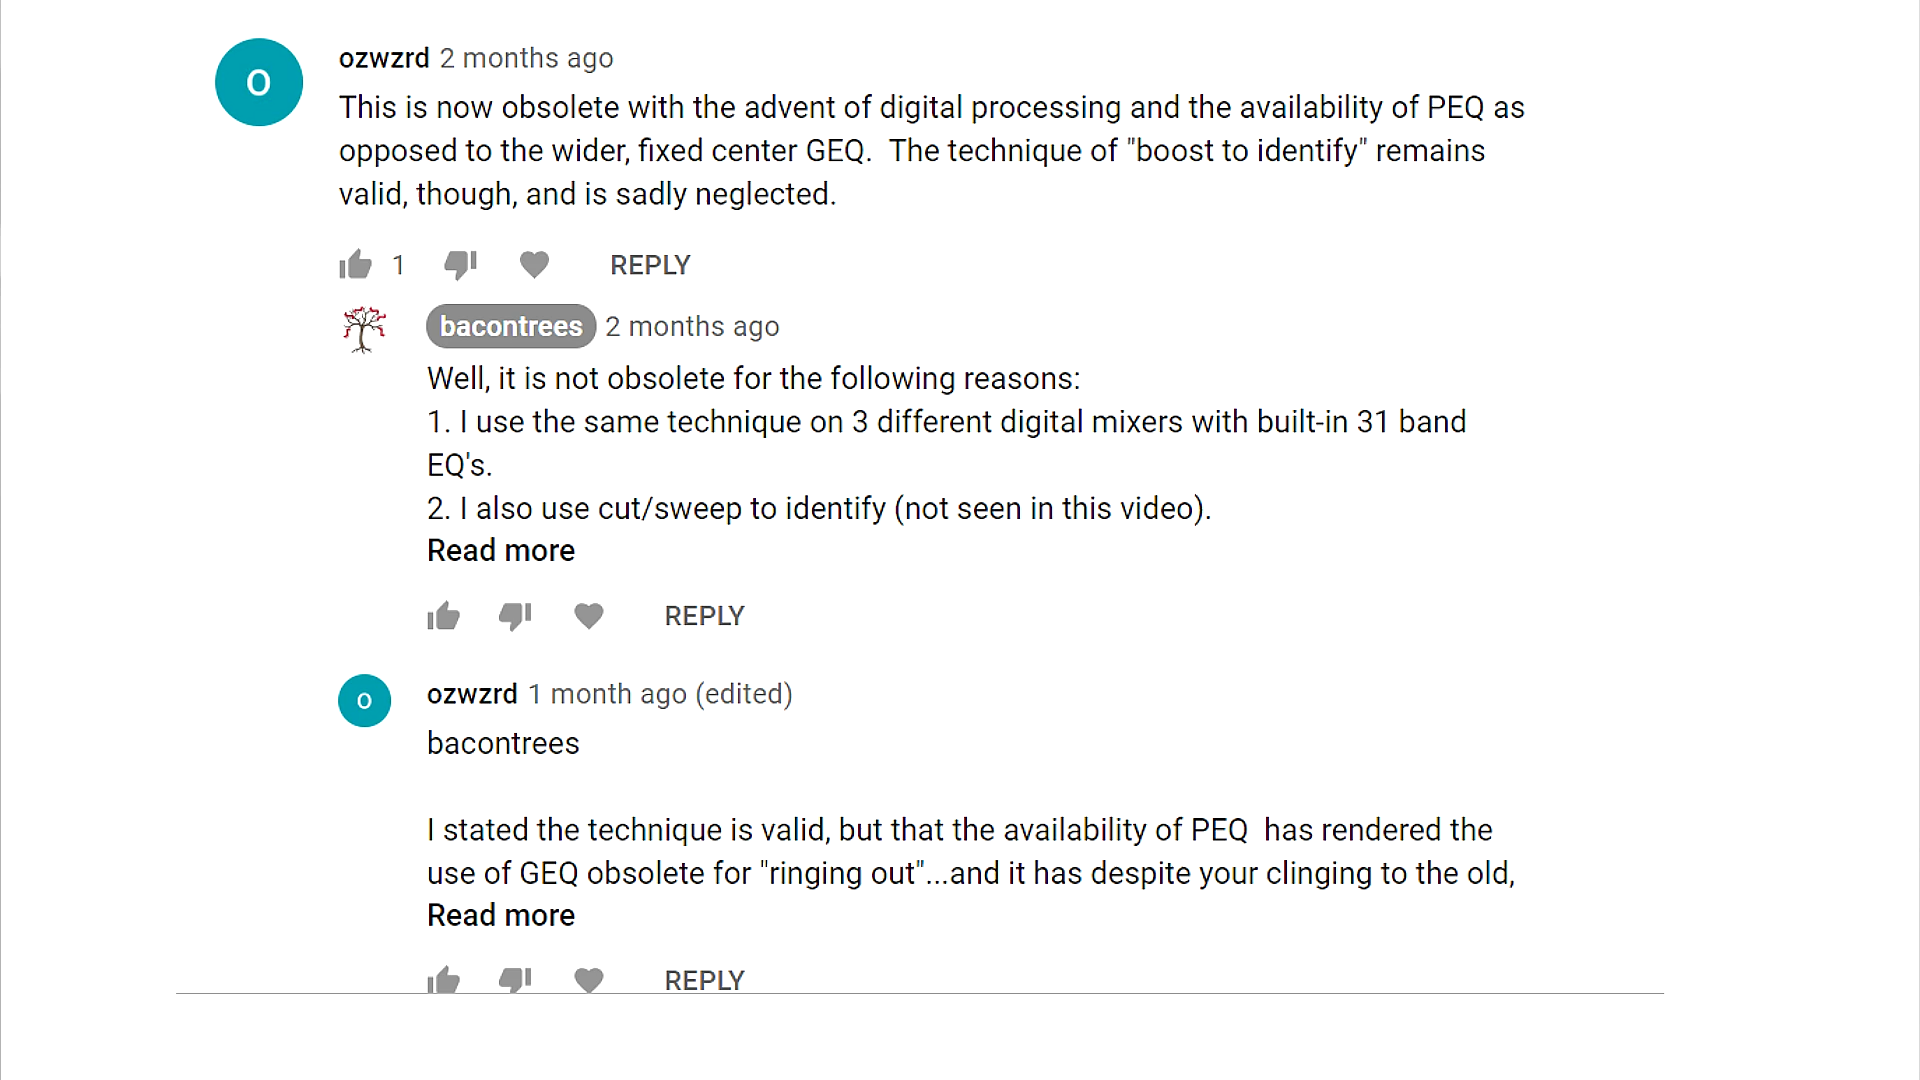 O
ozwzrd 2 months ago
This is now obsolete with the advent of digital processing and the availability of PEQ as
opposed to the wider, fixed center GEQ.  The technique of "boost to identify" remains
valid, though, and is sadly neglected.
1 REPLY
bacontrees 2 months ago
Well, it is not obsolete for the following reasons:
1. I use the same technique on 3 different digital mixers with built-in 31 band
EQ's.
2. I also use cut/sweep to identify (not seen in this video).
Read more
REPLY
O
ozwzrd 1 month ago (edited)
bacontrees
I stated the technique is valid, but that the availability of PEQ  has rendered the
use of GEQ obsolete for "ringing out"...and it has despite your clinging to the old,
Read more
REPLY